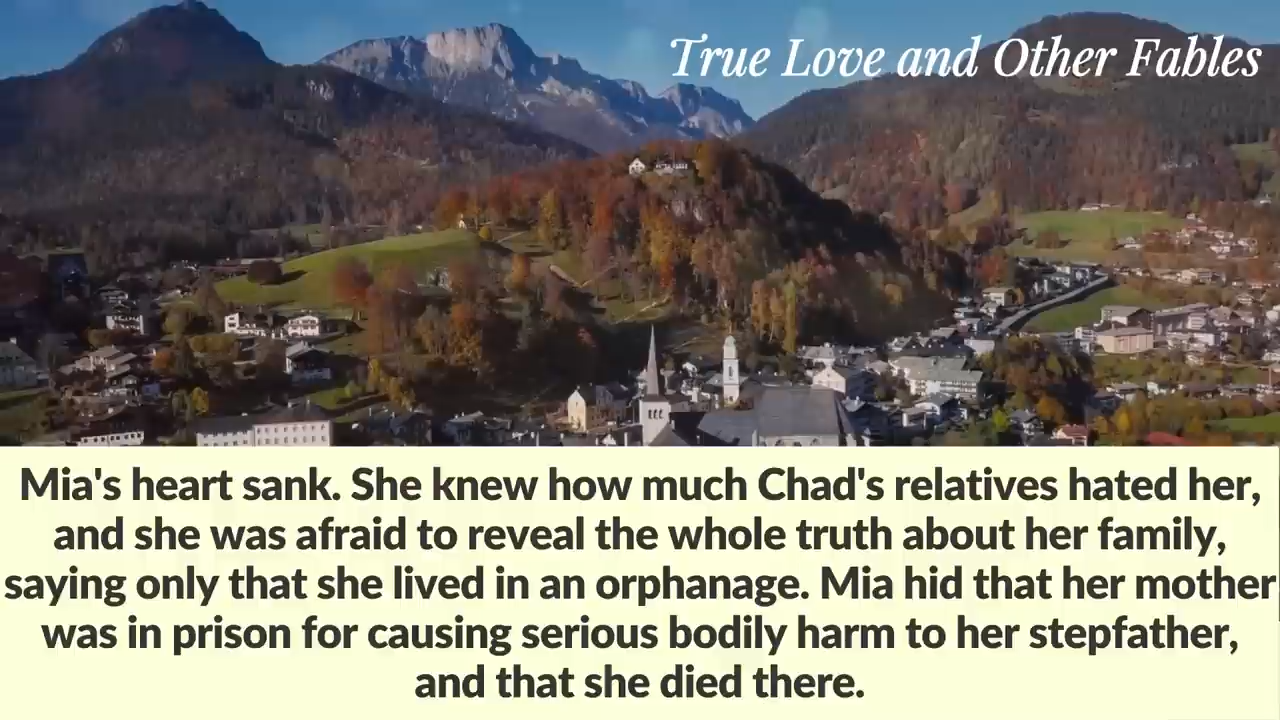 True Love and Other Fables
Mia's heart sank. She knew how much Chad's relatives hated her,
and she was afraid to reveal the whole truth about her family,
saying only that she lived in an orphanage. Mia hid that her mother
was in prison for causing serious bodily harm to her stepfather,
and that she died there.